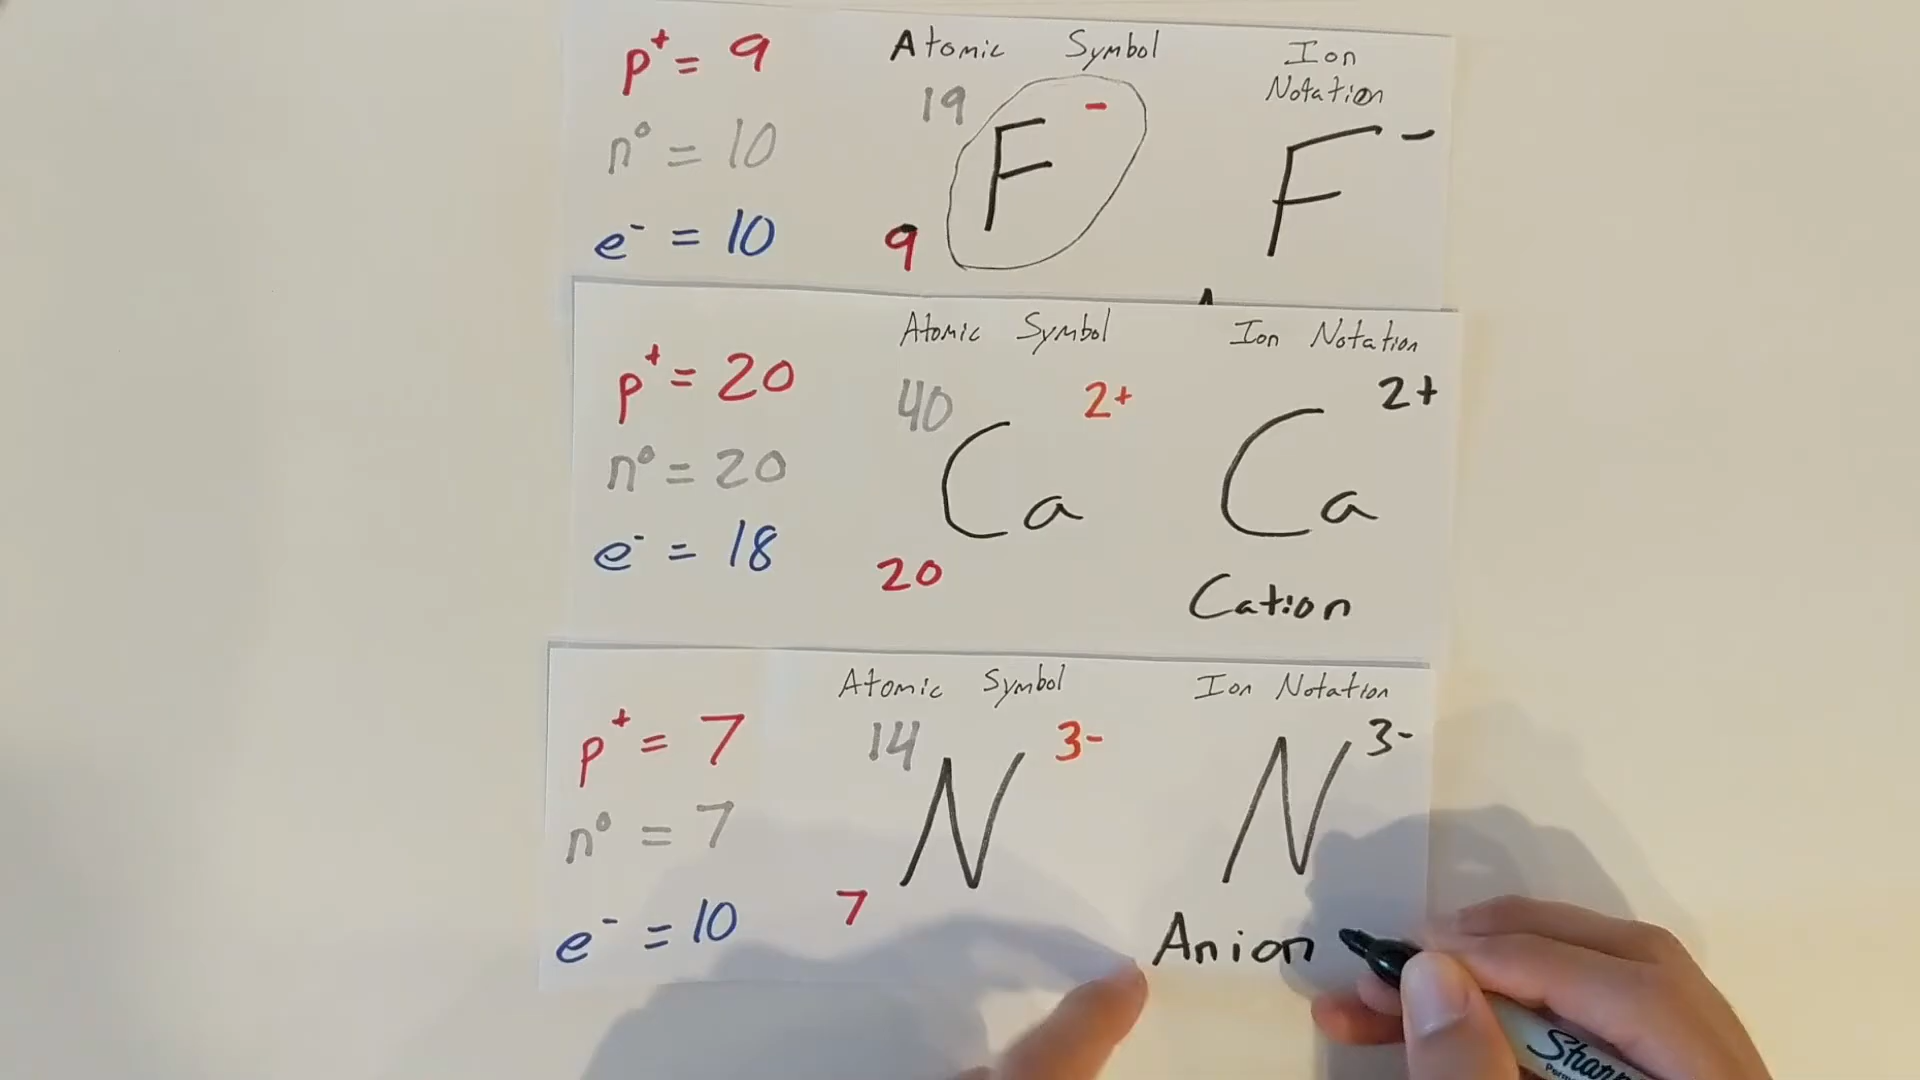 p+ = 9
n° = 10
e- = 10
Atomic Symbol
19
F -
9
Ion
Notation
F-
p+ = 20
n° = 20
e- = 18
Atomic Symbol
40
Ca 2+
20
Ion Notation
Ca 2+
Cation
p+ = 7
n° = 7
e- = 10
Atomic Symbol
14
N 3-
7
Ion Notation
N 3-
Anion